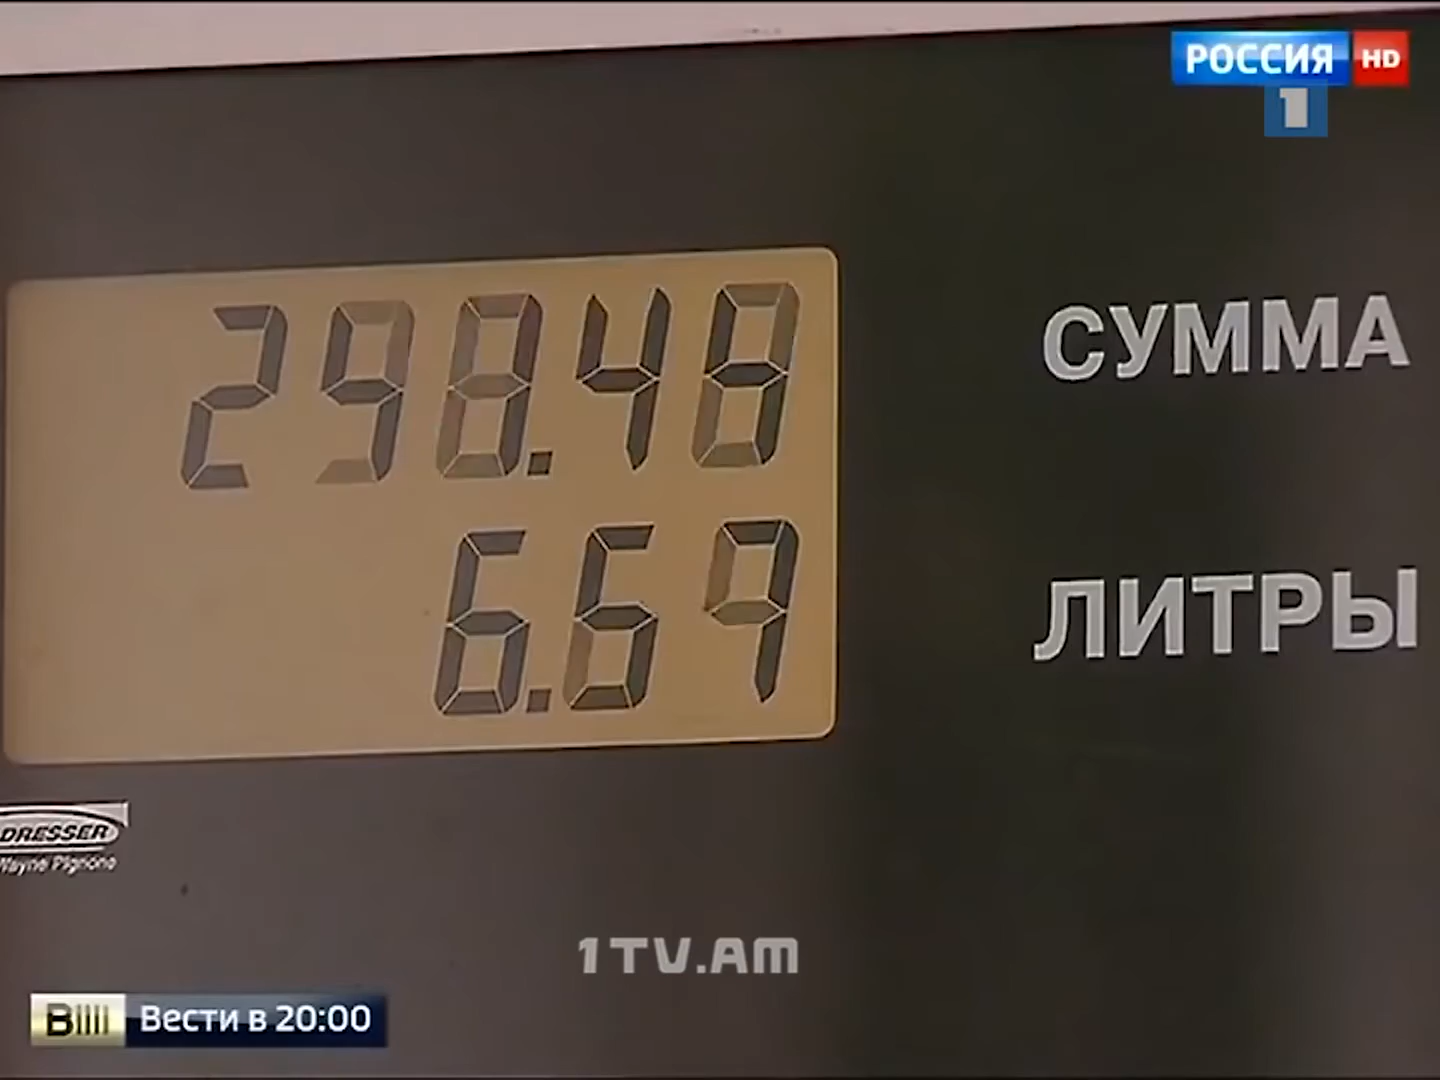 РОССИЯ HD
1
298.48 СУММА
6.69 ЛИТРЫ
DRESSER
Wayne Pignone
1TV.AM
В Вести в 20:00